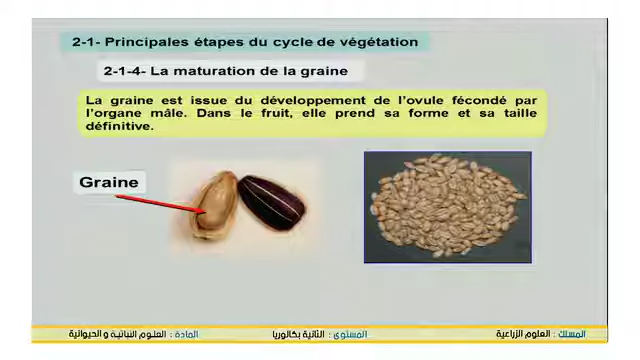 2-1- Principales étapes du cycle de végétation
2-1-4- La maturation de la graine
La graine est issue du développement de l'ovule fécondé par
l'organe mâle. Dans le fruit, elle prend sa forme et sa taille
définitive.
Graine
المسلك : العلوم الزراعية
المستوى : الثانية بكالوريا
المادة : العلوم النباتية و الحيوانية